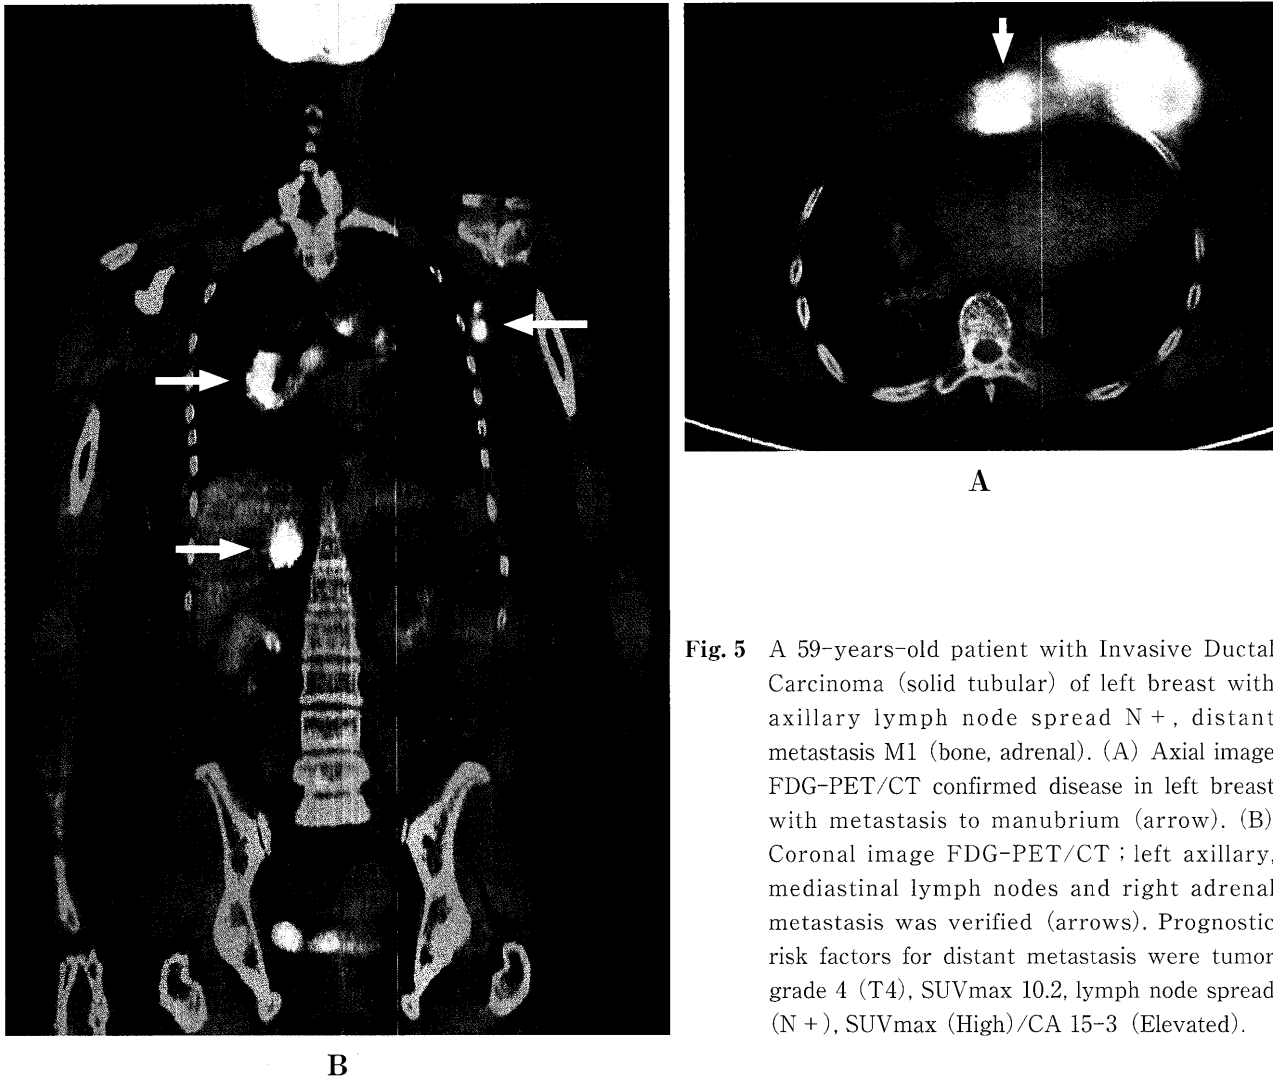 A
B
Fig. 5 A 59-years-old patient with Invasive Ductal
Carcinoma (solid tubular) of left breast with
axillary lymph node spread N +, distant
metastasis M1 (bone, adrenal). (A) Axial image
FDG-PET/CT confirmed disease in left breast
with metastasis to manubrium (arrow). (B)
Coronal image FDG-PET/CT ; left axillary,
mediastinal lymph nodes and right adrenal
metastasis was verified (arrows). Prognostic
risk factors for distant metastasis were tumor
grade 4 (T4), SUVmax 10.2, lymph node spread
(N +), SUVmax (High)/CA 15-3 (Elevated).